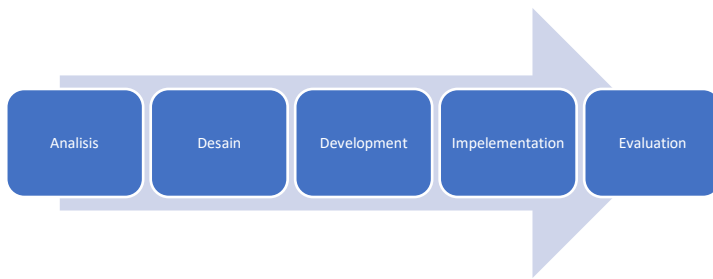 Analisis
Desain
Development
Impelementation
Evaluation